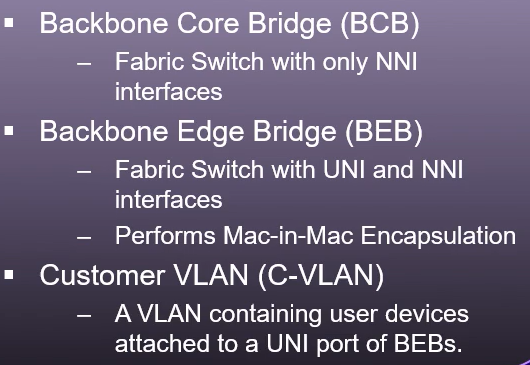 ▪ Backbone Core Bridge (BCB)
– Fabric Switch with only NNI
interfaces
▪ Backbone Edge Bridge (BEB)
– Fabric Switch with UNI and NNI
interfaces
– Performs Mac-in-Mac Encapsulation
▪ Customer VLAN (C-VLAN)
– A VLAN containing user devices
attached to a UNI port of BEBs.